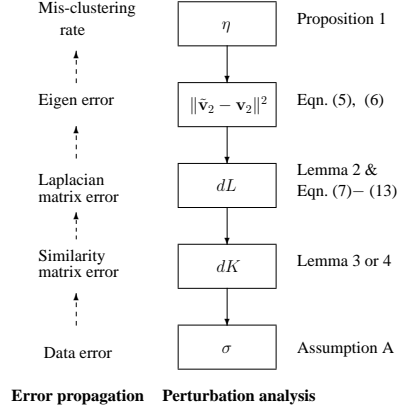 Mis-clustering
rate
η
Proposition 1
Eigen error
‖ṽ₂ − v₂‖²
Eqn. (5), (6)
Laplacian
matrix error
dL
Lemma 2 &
Eqn. (7)− (13)
Similarity
matrix error
dK
Lemma 3 or 4
Data error
σ
Assumption A
Error propagation
Perturbation analysis